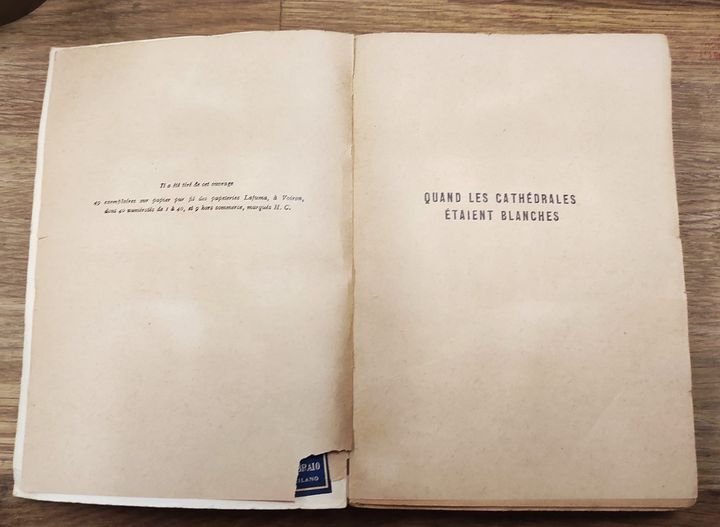 Il a été tiré de cet ouvrage
49 exemplaires sur papier pur fil des papeteries Lafuma, à Voiron,
dont 40 numérotés de 1 à 40, et 9 hors commerce, marqués H. C.
BRAIO
ILANO
QUAND LES CATHÉDRALES
ÉTAIENT BLANCHES